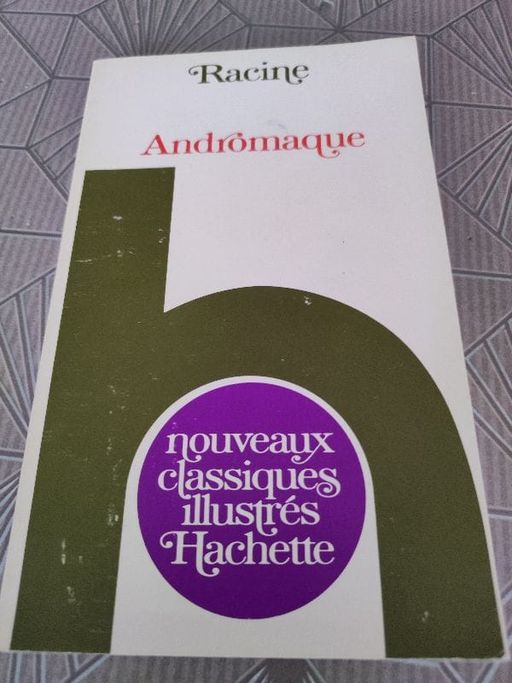 Racine
Andromaque
nouveaux
classiques
illustrés
Hachette